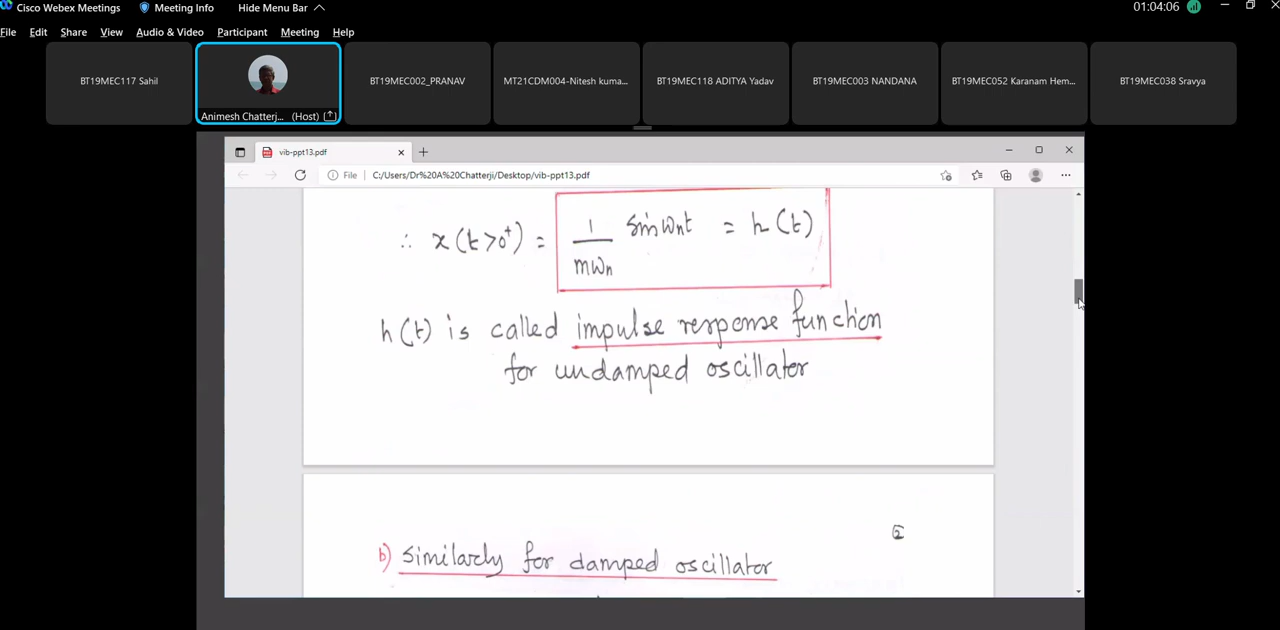 Cisco Webex Meetings Meeting Info Hide Menu Bar 01:04:06
File Edit Share View Audio & Video Participant Meeting Help
BT19MEC117 Sahil
Animesh Chatterj... (Host)
BT19MEC002_PRANAV
MT21CDM004-Nitesh kuma...
BT19MEC118 ADITYA Yadav
BT19MEC003 NANDANA
BT19MEC052 Karanam Hem...
BT19MEC038 Sravya
vib-ppt13.pdf
File C:/Users/Dr%20A%20Chatterji/Desktop/vib-ppt13.pdf
∴ x(t>0⁺) = 1/mωn sinωnt = h(t)
h(t) is called impulse response function
for undamped oscillator
②
b) Similarly for damped oscillator